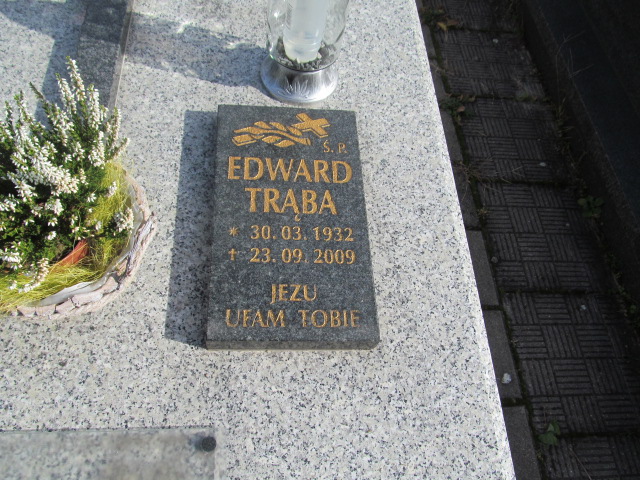 Ś. P.
EDWARD
TRĄBA
* 30. 03. 1932
† 23. 09. 2009
JEZU
UFAM TOBIE